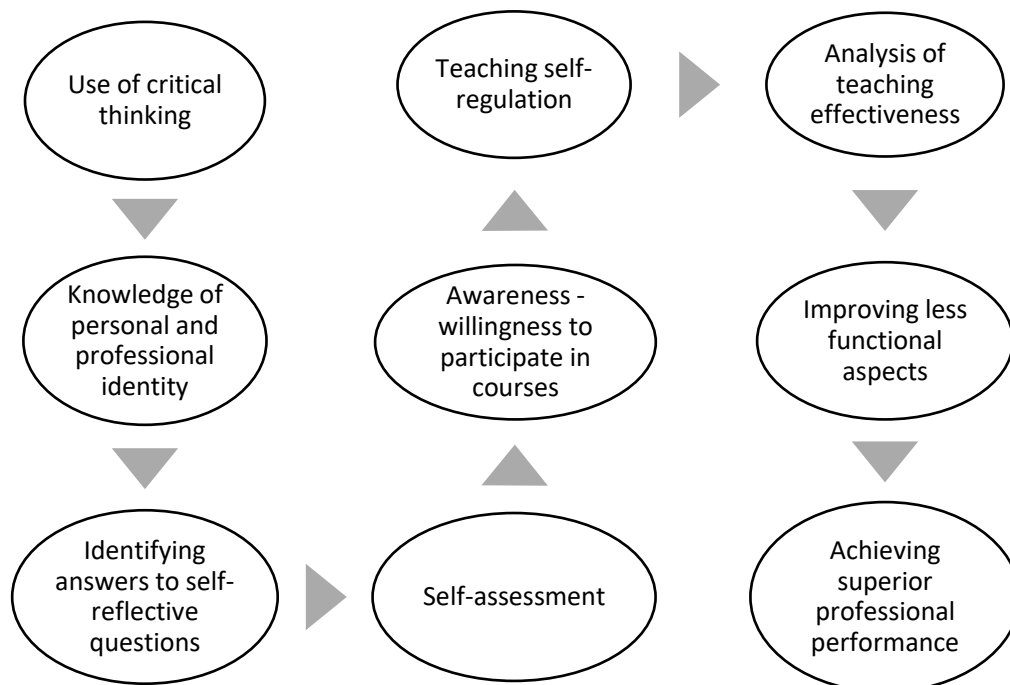 Use of critical
thinking
Knowledge of
personal and
professional
identity
Identifying
answers to self-
reflective
questions
Self-assessment
Awareness -
willingness to
participate in
courses
Teaching self-
regulation
Analysis of
teaching
effectiveness
Improving less
functional
aspects
Achieving
superior
professional
performance